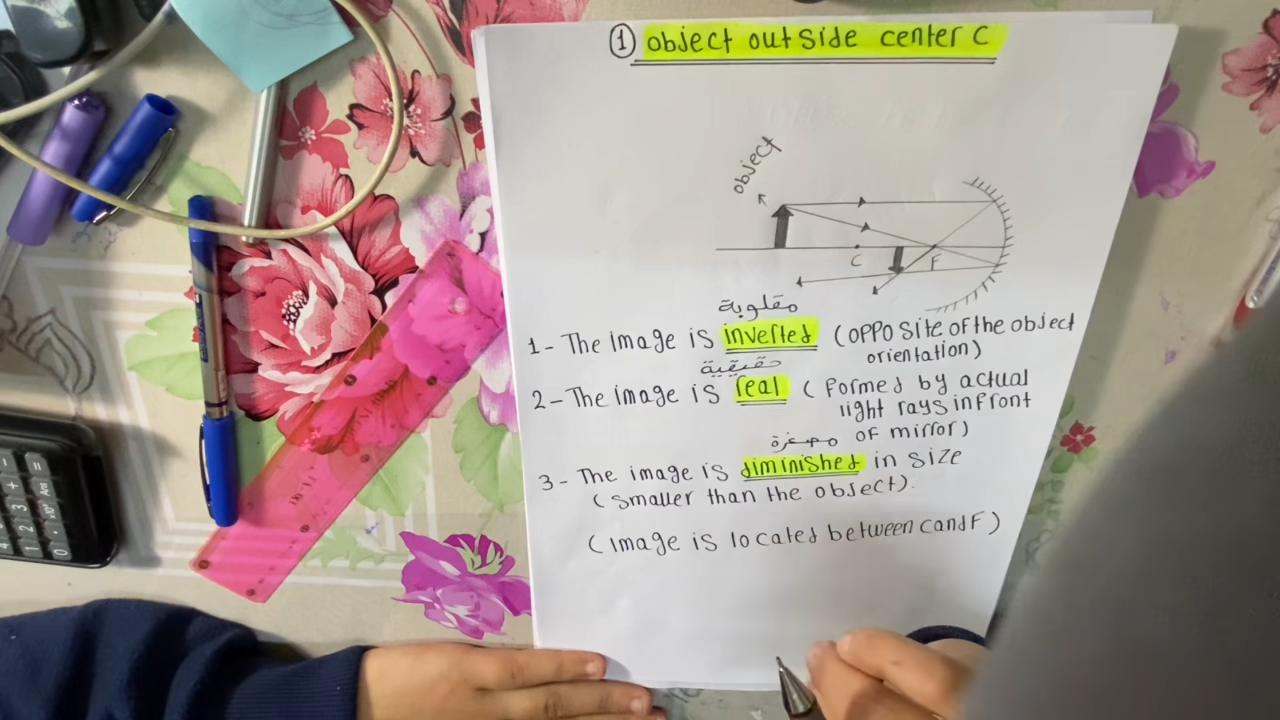 ① object outside center C
object
C
F
مقلوبة
1- The image is inverted (opposite of the object
orientation)
حقيقية
2- The image is real (formed by actual
light rays infront
of mirror)
مصغرة
3- The image is diminished in size
(smaller than the object).
(image is located between C and F)